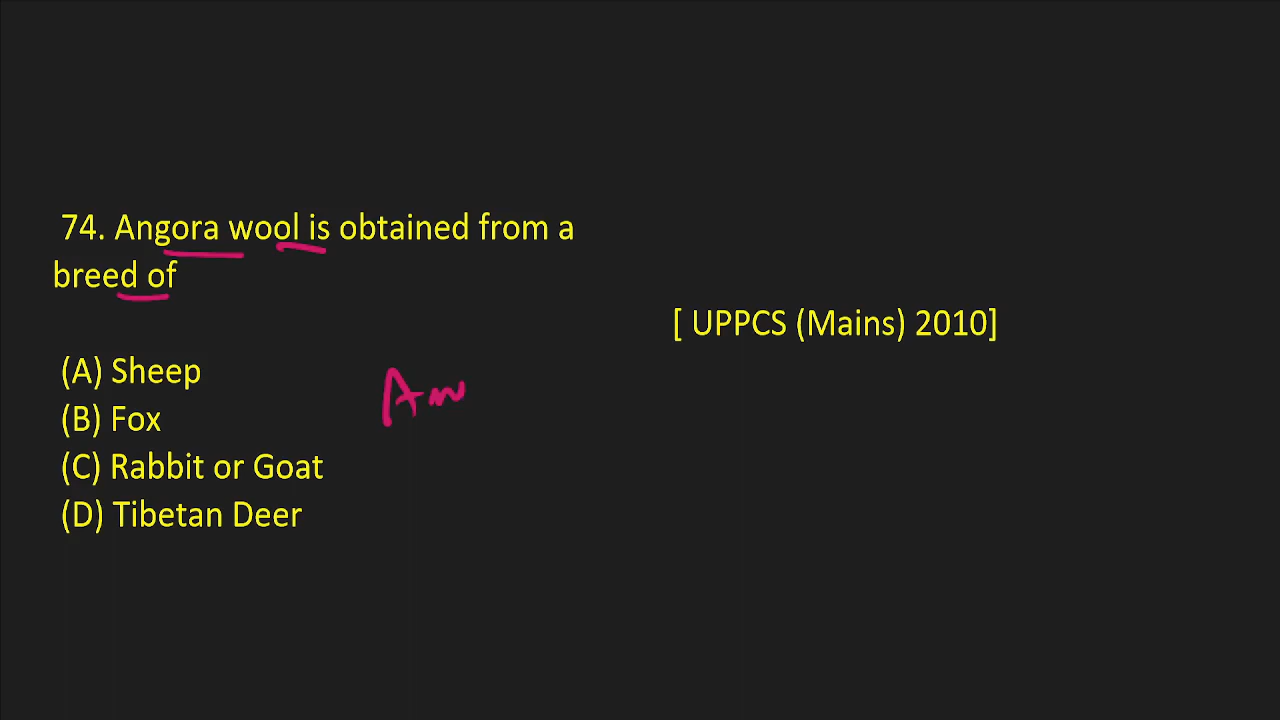 74. Angora wool is obtained from a
breed of
[ UPPCS (Mains) 2010]
(A) Sheep
(B) Fox
(C) Rabbit or Goat
(D) Tibetan Deer